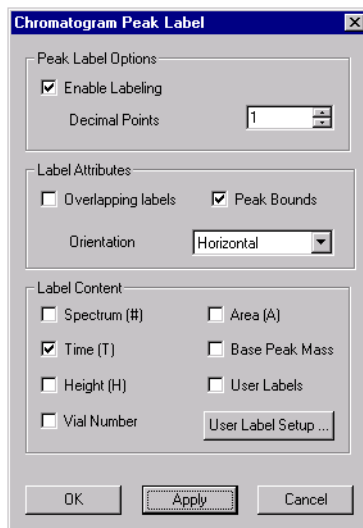 Chromatogram Peak Label
Peak Label Options
Enable Labeling
Decimal Points 1
Label Attributes
Overlapping labels Peak Bounds
Orientation Horizontal
Label Content
Spectrum (#) Area (A)
Time (T) Base Peak Mass
Height (H) User Labels
Vial Number User Label Setup ...
OK Apply Cancel